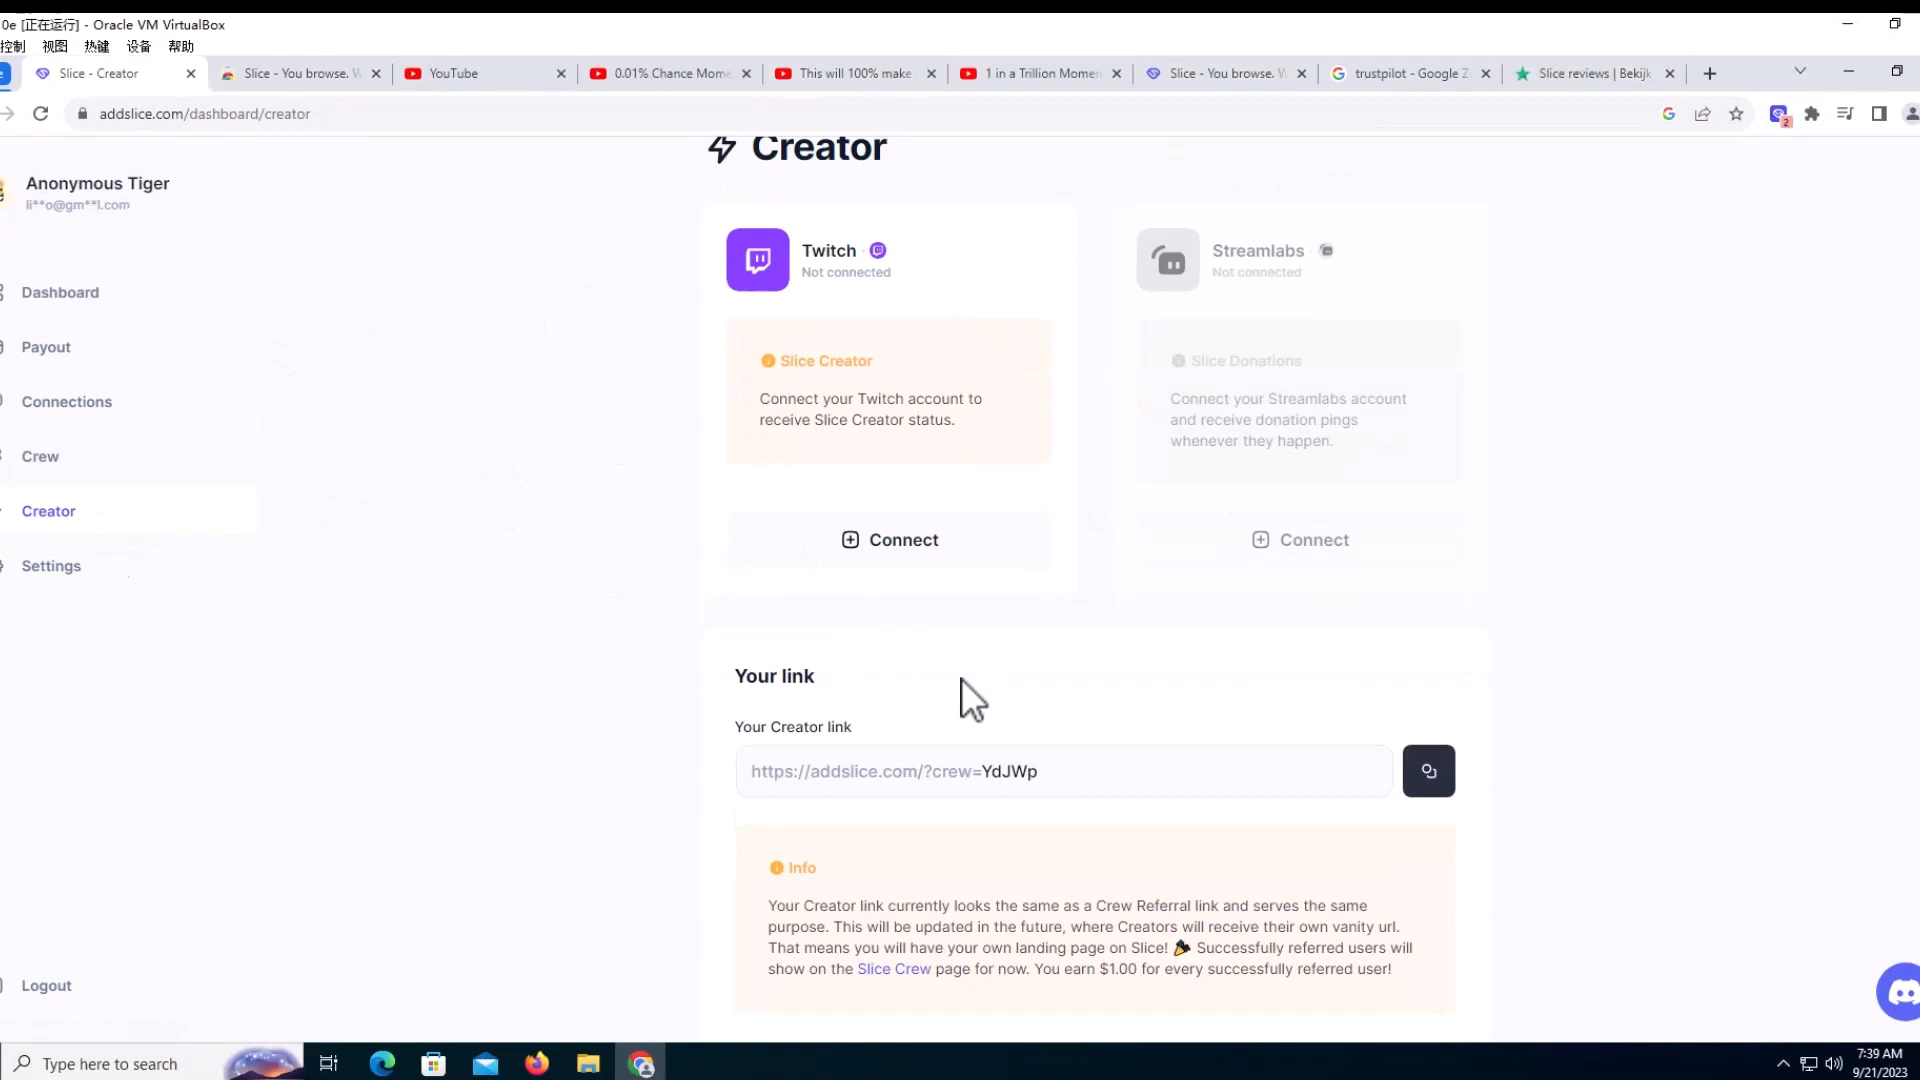 0e [正在运行] - Oracle VM VirtualBox
控制 视图 热键 设备 帮助
Slice - Creator
Slice - You browse. W
YouTube
0.01% Chance Mome
This will 100% make
1 in a Trillion Momen
Slice - You browse. W
trustpilot - Google Z
Slice reviews | Bekijk
addslice.com/dashboard/creator
2
Creator
Anonymous Tiger
li**o@gm**l.com
Dashboard
Payout
Connections
Crew
Creator
Settings
Logout
Twitch
Not connected
Slice Creator
Connect your Twitch account to
receive Slice Creator status.
Connect
Streamlabs
Not connected
Slice Donations
Connect your Streamlabs account
and receive donation pings
whenever they happen.
Connect
Your link
Your Creator link
https://addslice.com/?crew=YdJWp
Info
Your Creator link currently looks the same as a Crew Referral link and serves the same
purpose. This will be updated in the future, where Creators will receive their own vanity url.
That means you will have your own landing page on Slice! 🎉 Successfully referred users will
show on the Slice Crew page for now. You earn $1.00 for every successfully referred user!
Type here to search
7:39 AM
9/21/2023